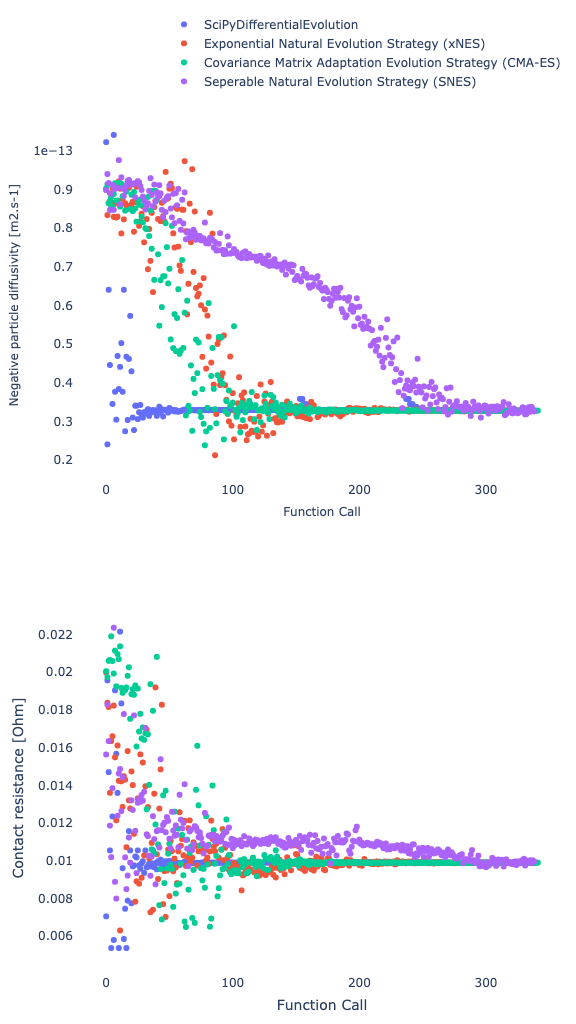 SciPyDifferentialEvolution
Exponential Natural Evolution Strategy (xNES)
Covariance Matrix Adaptation Evolution Strategy (CMA-ES)
Seperable Natural Evolution Strategy (SNES)
1e−13
0.9
0.8
0.7
0.6
0.5
0.4
0.3
0.2
Negative particle diffusivity [m2.s-1]
0 100 200 300
Function Call
0.022
0.02
0.018
0.016
0.014
0.012
0.01
0.008
0.006
Contact resistance [Ohm]
0 100 200 300
Function Call